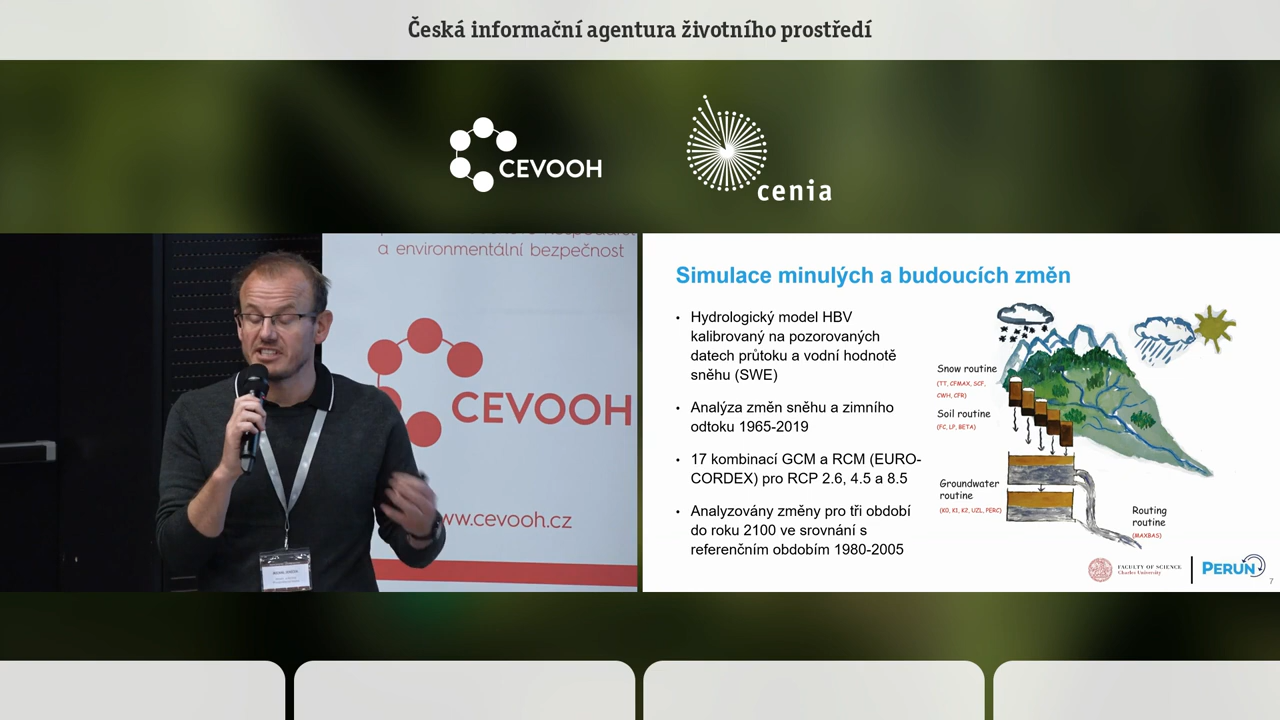 Česká informační agentura životního prostředí
CEVOOH
cenia
a environmentální bezpečnost
CEVOOH
www.cevooh.cz
Simulace minulých a budoucích změn
• Hydrologický model HBV
kalibrovaný na pozorovaných
datech průtoku a vodní hodnotě
sněhu (SWE)
• Analýza změn sněhu a zimního
odtoku 1965-2019
• 17 kombinací GCM a RCM (EURO-
CORDEX) pro RCP 2.6, 4.5 a 8.5
• Analyzovány změny pro tři období
do roku 2100 ve srovnání s
referenčním obdobím 1980-2005
Snow routine
(TT, CFMAX, SCF,
CWH, CFR)
Soil routine
(FC, LP, BETA)
Groundwater
routine
(K0, K1, K2, UZL, PERC)
Routing
routine
(MAXBAS)
FACULTY OF SCIENCE
Charles University
PERUN
7